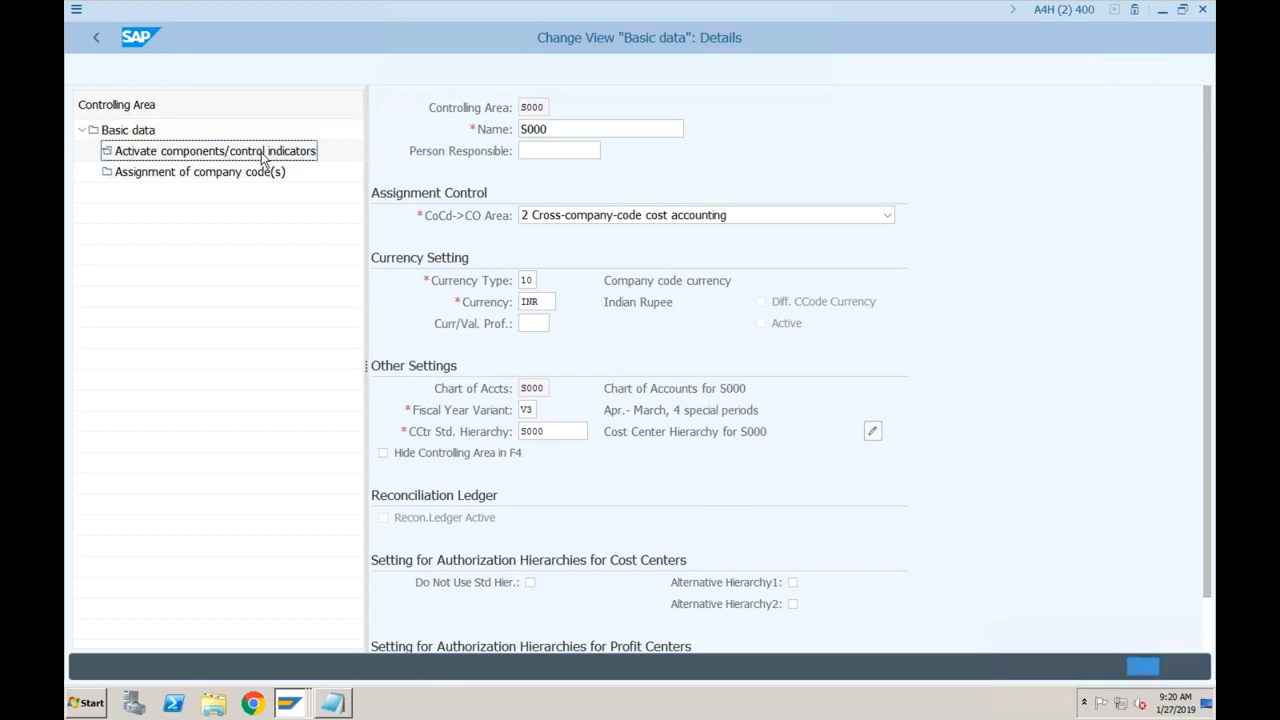 A4H (2) 400
SAP
Change View "Basic data": Details
Controlling Area
Basic data
Activate components/control indicators
Assignment of company code(s)
Controling Area: S000
*Name: S000
Person Responsible:
Assignment Control
*CoCd->CO Area: 2 Cross-company-code cost accounting
Currency Setting
*Currency Type: 10 Company code currency
*Currency: INR Indian Rupee Diff. CCode Currency
Curr/Val. Prof.: Active
Other Settings
Chart of Accts: S000 Chart of Accounts for S000
*Fiscal Year Variant: V3 Apr.- March, 4 special periods
*CCtr Std. Hierarchy: S000 Cost Center Hierarchy for S000
Hide Controlling Area in F4
Reconciliation Ledger
Recon.Ledger Active
Setting for Authorization Hierarchies for Cost Centers
Do Not Use Std Hier.: Alternative Hierarchy1:
Alternative Hierarchy2:
Setting for Authorization Hierarchies for Profit Centers
Start
9:20 AM
1/27/2019